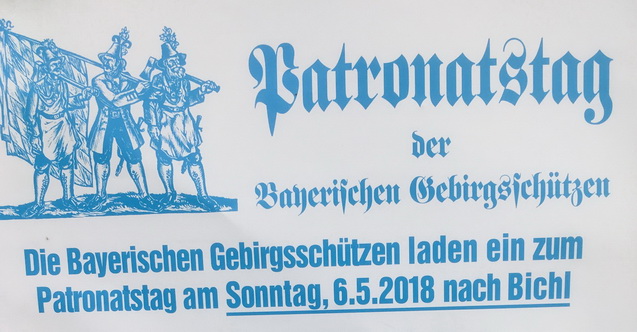 Patronatstag
der
Bayerischen Gebirgsschützen
Die Bayerischen Gebirgsschützen laden ein zum
Patronatstag am Sonntag, 6.5.2018 nach Bichl